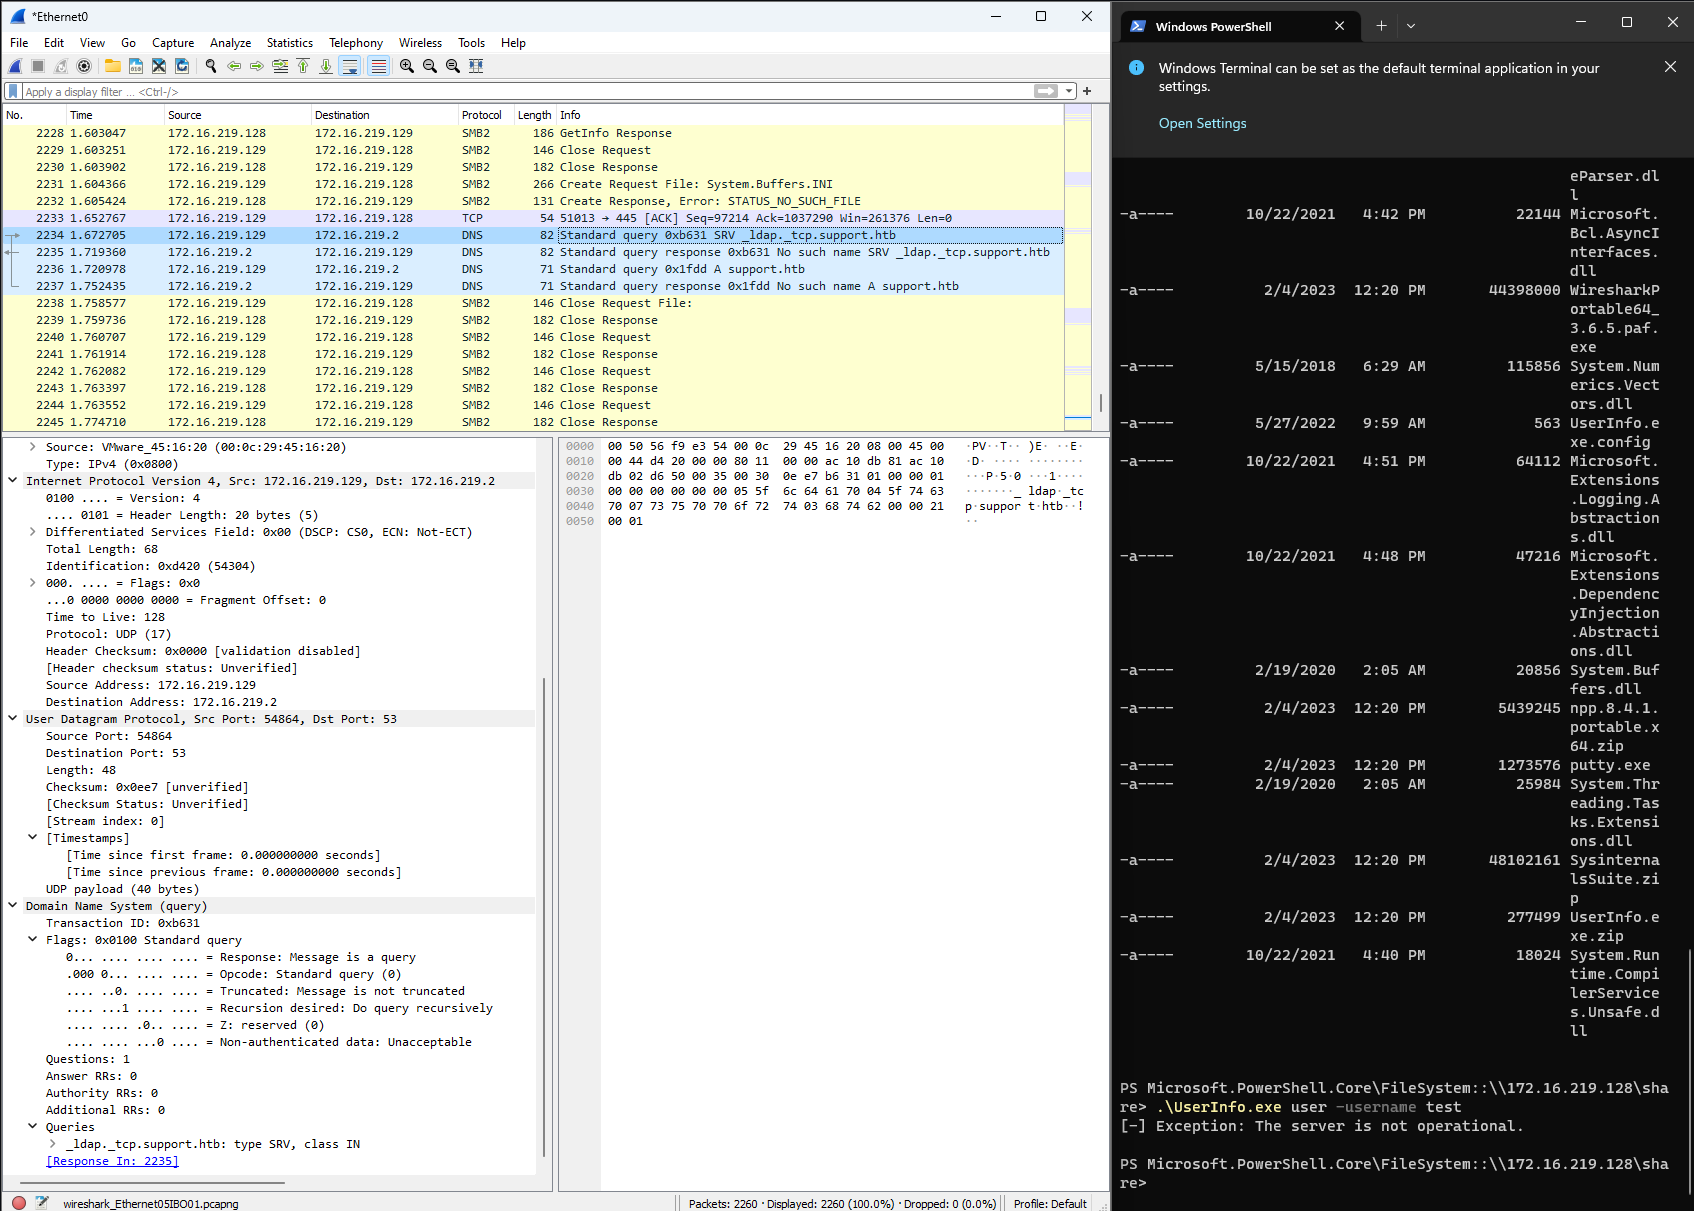 *Ethernet0
File Edit View Go Capture Analyze Statistics Telephony Wireless Tools Help
Apply a display filter ... <Ctrl-/>
No. Time Source Destination Protocol Length Info
2228 1.603047 172.16.219.128 172.16.219.129 SMB2 186 GetInfo Response
2229 1.603251 172.16.219.129 172.16.219.128 SMB2 146 Close Request
2230 1.603902 172.16.219.128 172.16.219.129 SMB2 182 Close Response
2231 1.604366 172.16.219.129 172.16.219.128 SMB2 266 Create Request File: System.Buffers.INI
2232 1.605424 172.16.219.128 172.16.219.129 SMB2 131 Create Response, Error: STATUS_NO_SUCH_FILE
2233 1.652767 172.16.219.129 172.16.219.128 TCP 54 51013 → 445 [ACK] Seq=97214 Ack=1037290 Win=261376 Len=0
2234 1.672705 172.16.219.129 172.16.219.2 DNS 82 Standard query 0xb631 SRV _ldap._tcp.support.htb
2235 1.719360 172.16.219.2 172.16.219.129 DNS 82 Standard query response 0xb631 No such name SRV _ldap._tcp.support.htb
2236 1.720978 172.16.219.129 172.16.219.2 DNS 71 Standard query 0x1fdd A support.htb
2237 1.752435 172.16.219.2 172.16.219.129 DNS 71 Standard query response 0x1fdd No such name A support.htb
2238 1.758577 172.16.219.129 172.16.219.128 SMB2 146 Close Request File:
2239 1.759736 172.16.219.128 172.16.219.129 SMB2 182 Close Response
2240 1.760707 172.16.219.129 172.16.219.128 SMB2 146 Close Request
2241 1.761914 172.16.219.128 172.16.219.129 SMB2 182 Close Response
2242 1.762082 172.16.219.129 172.16.219.128 SMB2 146 Close Request
2243 1.763397 172.16.219.128 172.16.219.129 SMB2 182 Close Response
2244 1.763552 172.16.219.129 172.16.219.128 SMB2 146 Close Request
2245 1.774710 172.16.219.128 172.16.219.129 SMB2 182 Close Response
Source: VMware_45:16:20 (00:0c:29:45:16:20)
Type: IPv4 (0x0800)
Internet Protocol Version 4, Src: 172.16.219.129, Dst: 172.16.219.2
0100 .... = Version: 4
.... 0101 = Header Length: 20 bytes (5)
Differentiated Services Field: 0x00 (DSCP: CS0, ECN: Not-ECT)
Total Length: 68
Identification: 0xd420 (54304)
000. .... = Flags: 0x0
...0 0000 0000 0000 = Fragment Offset: 0
Time to Live: 128
Protocol: UDP (17)
Header Checksum: 0x0000 [validation disabled]
[Header checksum status: Unverified]
Source Address: 172.16.219.129
Destination Address: 172.16.219.2
User Datagram Protocol, Src Port: 54864, Dst Port: 53
Source Port: 54864
Destination Port: 53
Length: 48
Checksum: 0x0ee7 [unverified]
[Checksum Status: Unverified]
[Stream index: 0]
[Timestamps]
[Time since first frame: 0.000000000 seconds]
[Time since previous frame: 0.000000000 seconds]
UDP payload (40 bytes)
Domain Name System (query)
Transaction ID: 0xb631
Flags: 0x0100 Standard query
0... .... .... .... = Response: Message is a query
.000 0... .... .... = Opcode: Standard query (0)
.... ..0. .... .... = Truncated: Message is not truncated
.... ...1 .... .... = Recursion desired: Do query recursively
.... .... .0.. .... = Z: reserved (0)
.... .... ...0 .... = Non-authenticated data: Unacceptable
Questions: 1
Answer RRs: 0
Authority RRs: 0
Additional RRs: 0
Queries
_ldap._tcp.support.htb: type SRV, class IN
[Response In: 2235]
0000 00 50 56 f9 e3 54 00 0c 29 45 16 20 08 00 45 00 ·PV··T·· )E· ··E·
0010 00 44 d4 20 00 00 80 11 00 00 ac 10 db 81 ac 10 ·D· ···· ········
0020 db 02 d6 50 00 35 00 30 0e e7 b6 31 01 00 00 01 ···P·5·0 ···1····
0030 00 00 00 00 00 00 05 5f 6c 64 61 70 04 5f 74 63 ·······_ ldap·_tc
0040 70 07 73 75 70 70 6f 72 74 03 68 74 62 00 00 21 p·suppor t·htb··!
0050 00 01 ··
wireshark_Ethernet05IBO01.pcapng
Packets: 2260 · Displayed: 2260 (100.0%) · Dropped: 0 (0.0%) Profile: Default
Windows PowerShell
Windows Terminal can be set as the default terminal application in your
settings.
Open Settings
eParser.dl
l
-a---- 10/22/2021 4:42 PM 22144 Microsoft.
Bcl.AsyncI
nterfaces.
dll
-a---- 2/4/2023 12:20 PM 44398000 WiresharkP
ortable64_
3.6.5.paf.
exe
-a---- 5/15/2018 6:29 AM 115856 System.Num
erics.Vect
ors.dll
-a---- 5/27/2022 9:59 AM 563 UserInfo.e
xe.config
-a---- 10/22/2021 4:51 PM 64112 Microsoft.
Extensions
.Logging.A
bstraction
s.dll
-a---- 10/22/2021 4:48 PM 47216 Microsoft.
Extensions
.Dependenc
yInjection
.Abstracti
ons.dll
-a---- 2/19/2020 2:05 AM 20856 System.Buf
fers.dll
-a---- 2/4/2023 12:20 PM 5439245 npp.8.4.1.
portable.x
64.zip
-a---- 2/4/2023 12:20 PM 1273576 putty.exe
-a---- 2/19/2020 2:05 AM 25984 System.Thr
eading.Tas
ks.Extensi
ons.dll
-a---- 2/4/2023 12:20 PM 48102161 Sysinterna
lsSuite.zi
p
-a---- 2/4/2023 12:20 PM 277499 UserInfo.e
xe.zip
-a---- 10/22/2021 4:40 PM 18024 System.Run
time.Compi
lerService
s.Unsafe.d
ll
PS Microsoft.PowerShell.Core\FileSystem::\\172.16.219.128\sha
re> .\UserInfo.exe user -username test
[-] Exception: The server is not operational.
PS Microsoft.PowerShell.Core\FileSystem::\\172.16.219.128\sha
re>